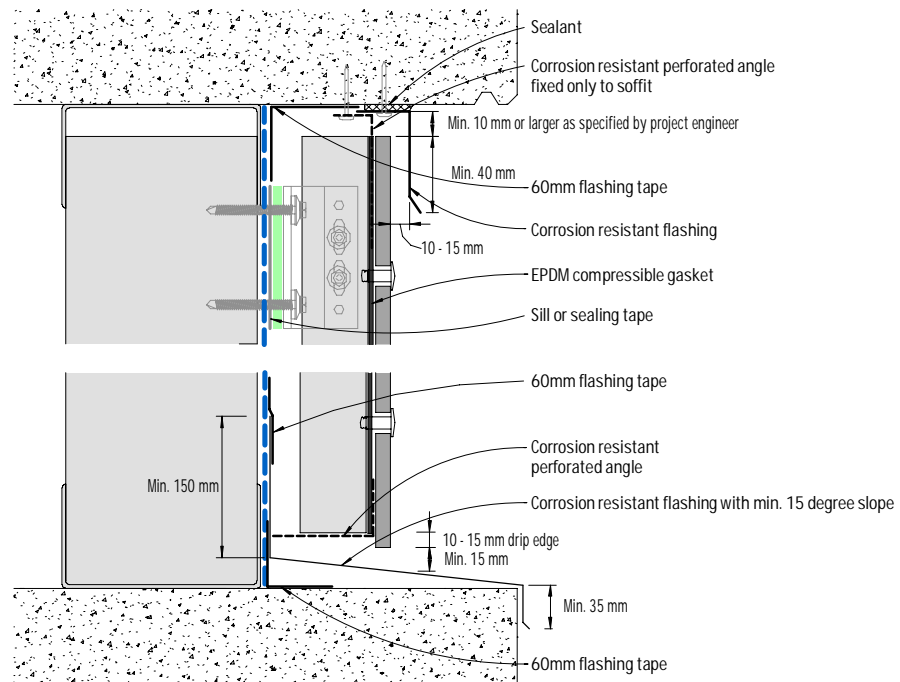 Sealant
Corrosion resistant perforated angle
fixed only to soffit
Min. 10 mm or larger as specified by project engineer
Min. 40 mm
60mm flashing tape
Corrosion resistant flashing
10 - 15 mm
EPDM compressible gasket
Sill or sealing tape
60mm flashing tape
Corrosion resistant
perforated angle
Min. 150 mm
Corrosion resistant flashing with min. 15 degree slope
10 - 15 mm drip edge
Min. 15 mm
Min. 35 mm
60mm flashing tape